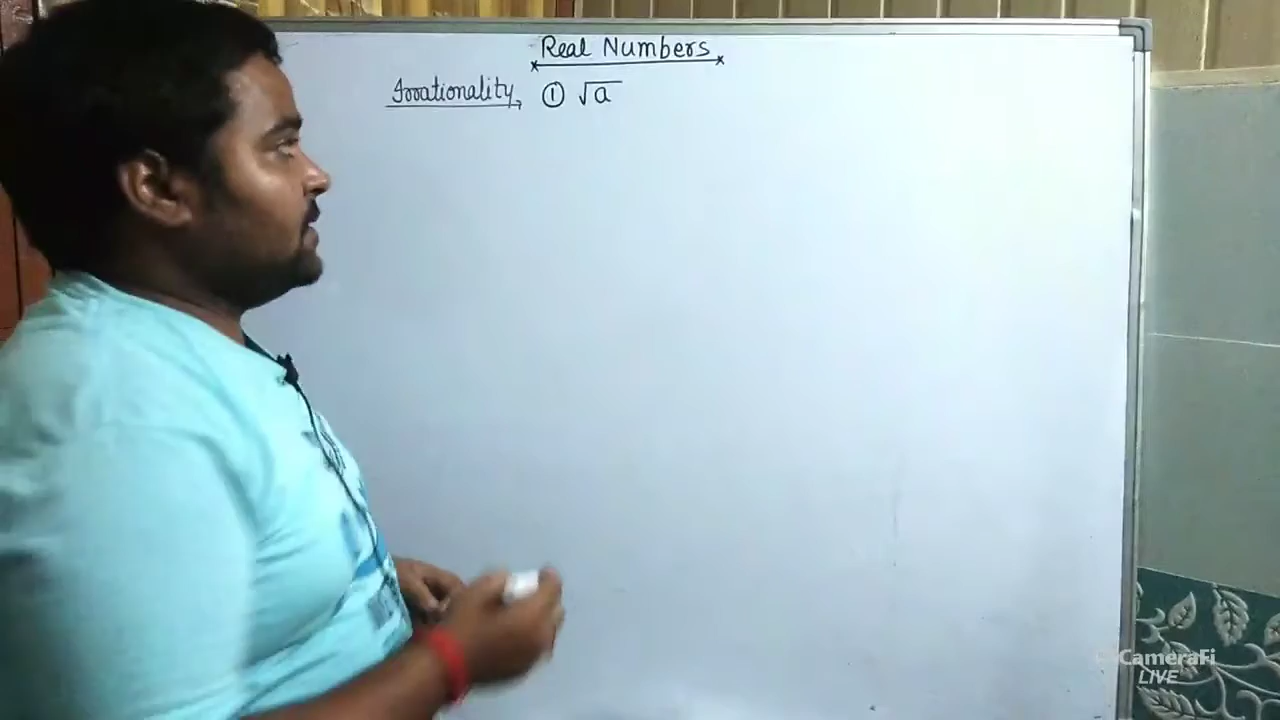 Real Numbers
Irrationality → ① √a
CameraFi
LIVE